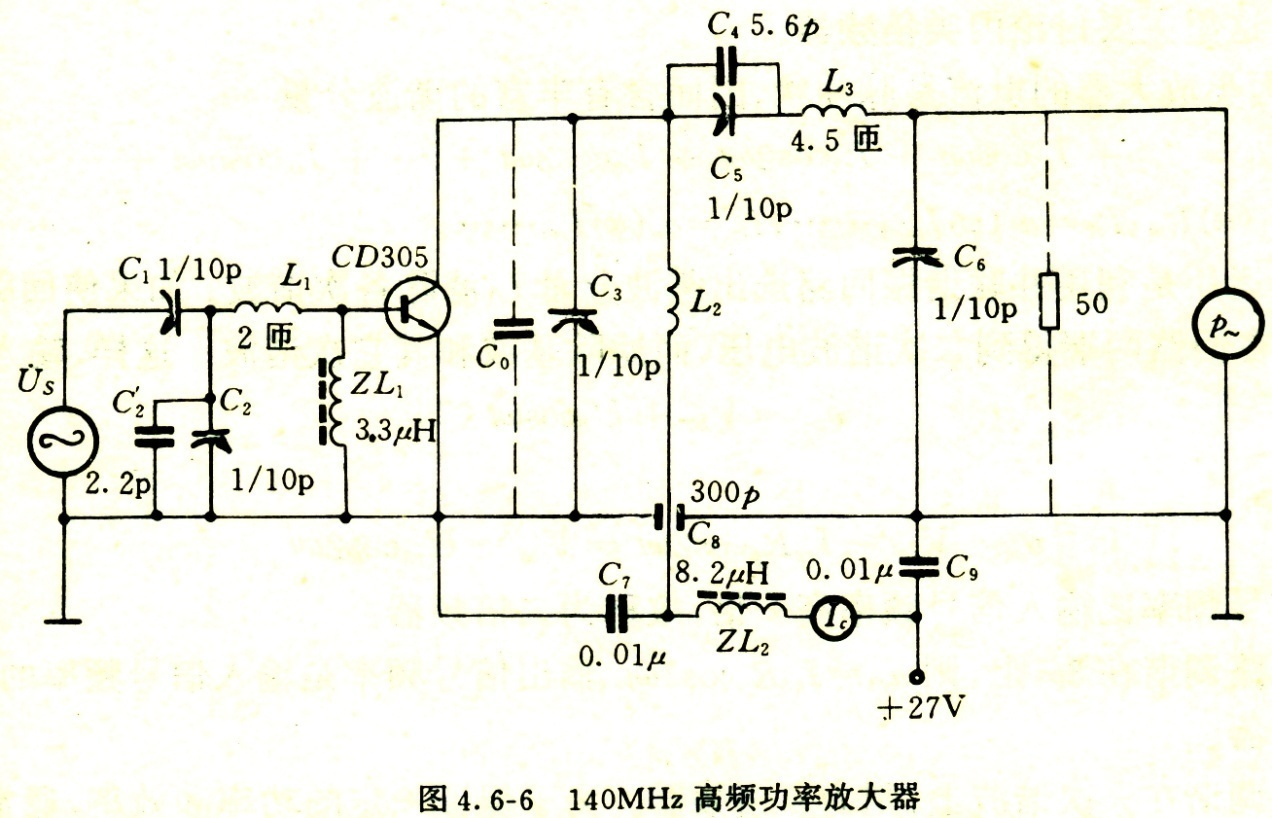 C₄ 5.6p
L₃
4.5 匝
C₅
1/10p
CD305
C₁ 1/10p
L₁
2 匝
C₃
1/10p
L₂
C₆
1/10p
50
p~
C₀
U̇_S
C₂′
C₂
2.2p
1/10p
ZL₁
3.3μH
300p
C₈
C₇
0.01μ
8.2μH
ZL₂
I_c
0.01μ
C₉
+27V
图 4.6-6 140MHz 高频功率放大器